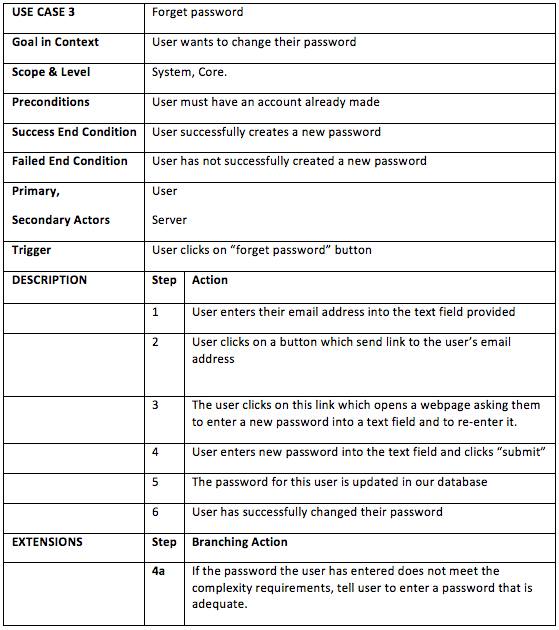 USE CASE 3 Forget password
Goal in Context User wants to change their password
Scope & Level System, Core.
Preconditions User must have an account already made
Success End Condition User successfully creates a new password
Failed End Condition User has not successfully created a new password
Primary, User
Secondary Actors Server
Trigger User clicks on “forget password” button
DESCRIPTION Step Action
1 User enters their email address into the text field provided
2 User clicks on a button which send link to the user’s email
address
3 The user clicks on this link which opens a webpage asking them
to enter a new password into a text field and to re-enter it.
4 User enters new password into the text field and clicks “submit”
5 The password for this user is updated in our database
6 User has successfully changed their password
EXTENSIONS Step Branching Action
4a If the password the user has entered does not meet the
complexity requirements, tell user to enter a password that is
adequate.